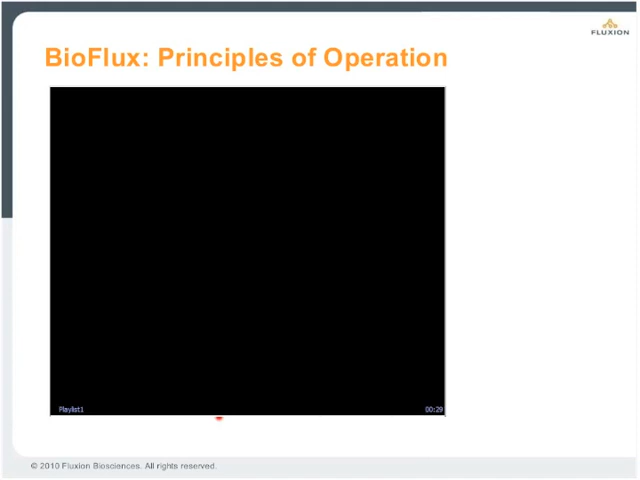 FLUXION
BioFlux: Principles of Operation
Playlist1
00:29
© 2010 Fluxion Biosciences. All rights reserved.